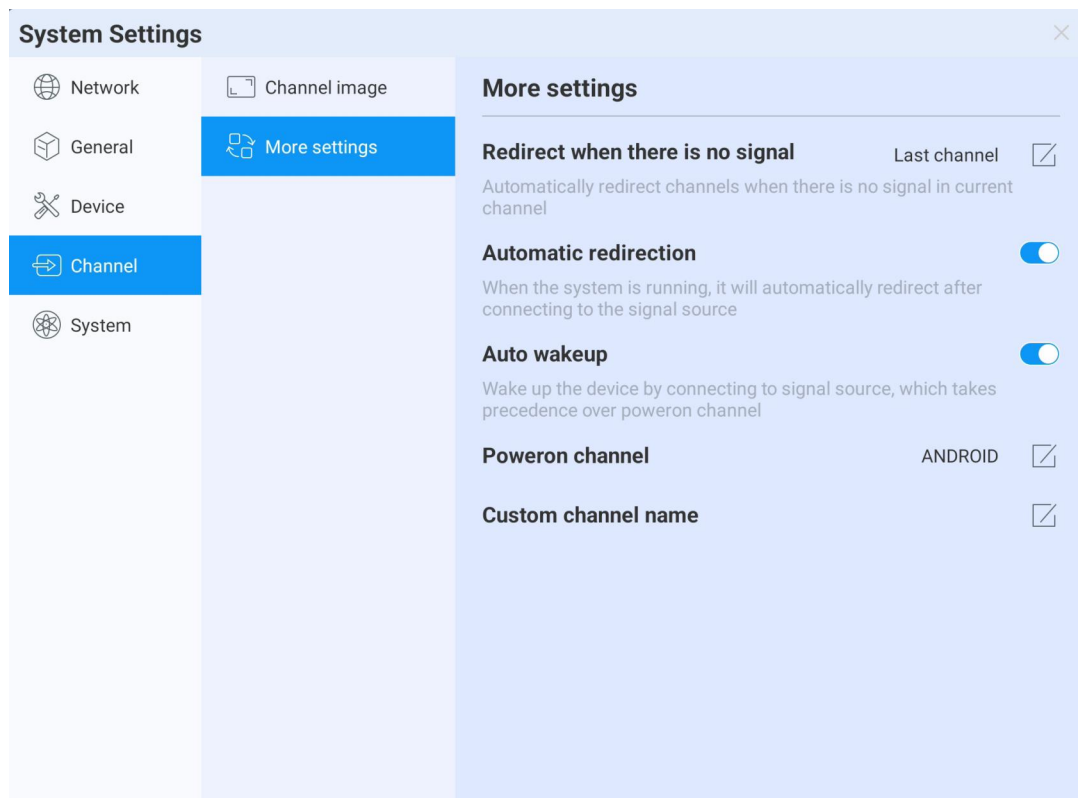 System Settings
Network
General
Device
Channel
System
Channel image
More settings
More settings
Redirect when there is no signal
Last channel
Automatically redirect channels when there is no signal in current
channel
Automatic redirection
When the system is running, it will automatically redirect after
connecting to the signal source
Auto wakeup
Wake up the device by connecting to signal source, which takes
precedence over poweron channel
Poweron channel
ANDROID
Custom channel name